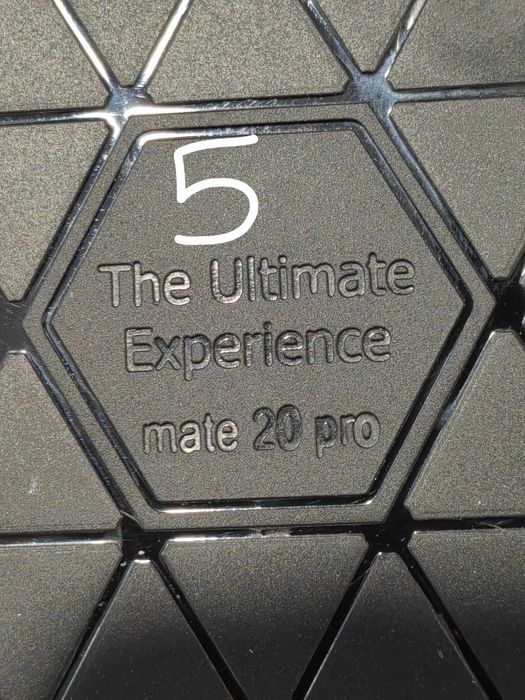 5
The Ultimate
Experience
mate 20 pro